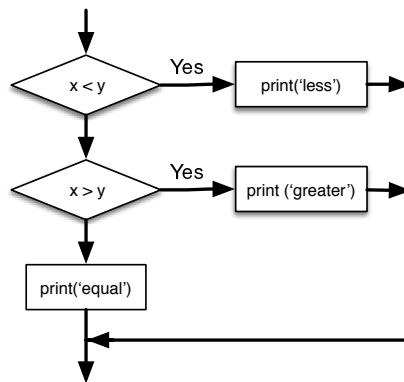 Yes
x < y
print(‘less’)
Yes
x > y
print (‘greater’)
print(‘equal’)